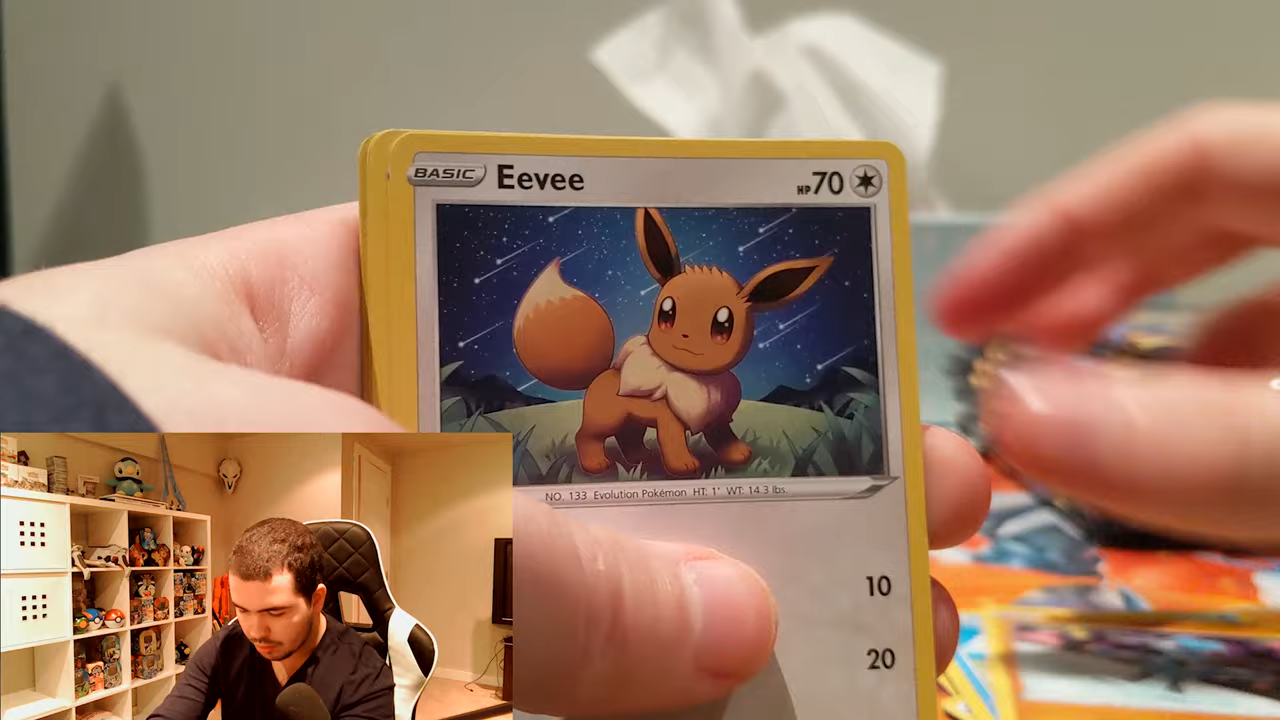 BASIC Eevee HP 70
NO. 133 Evolution Pokémon HT: 1' WT: 14.3 lbs.
10
20